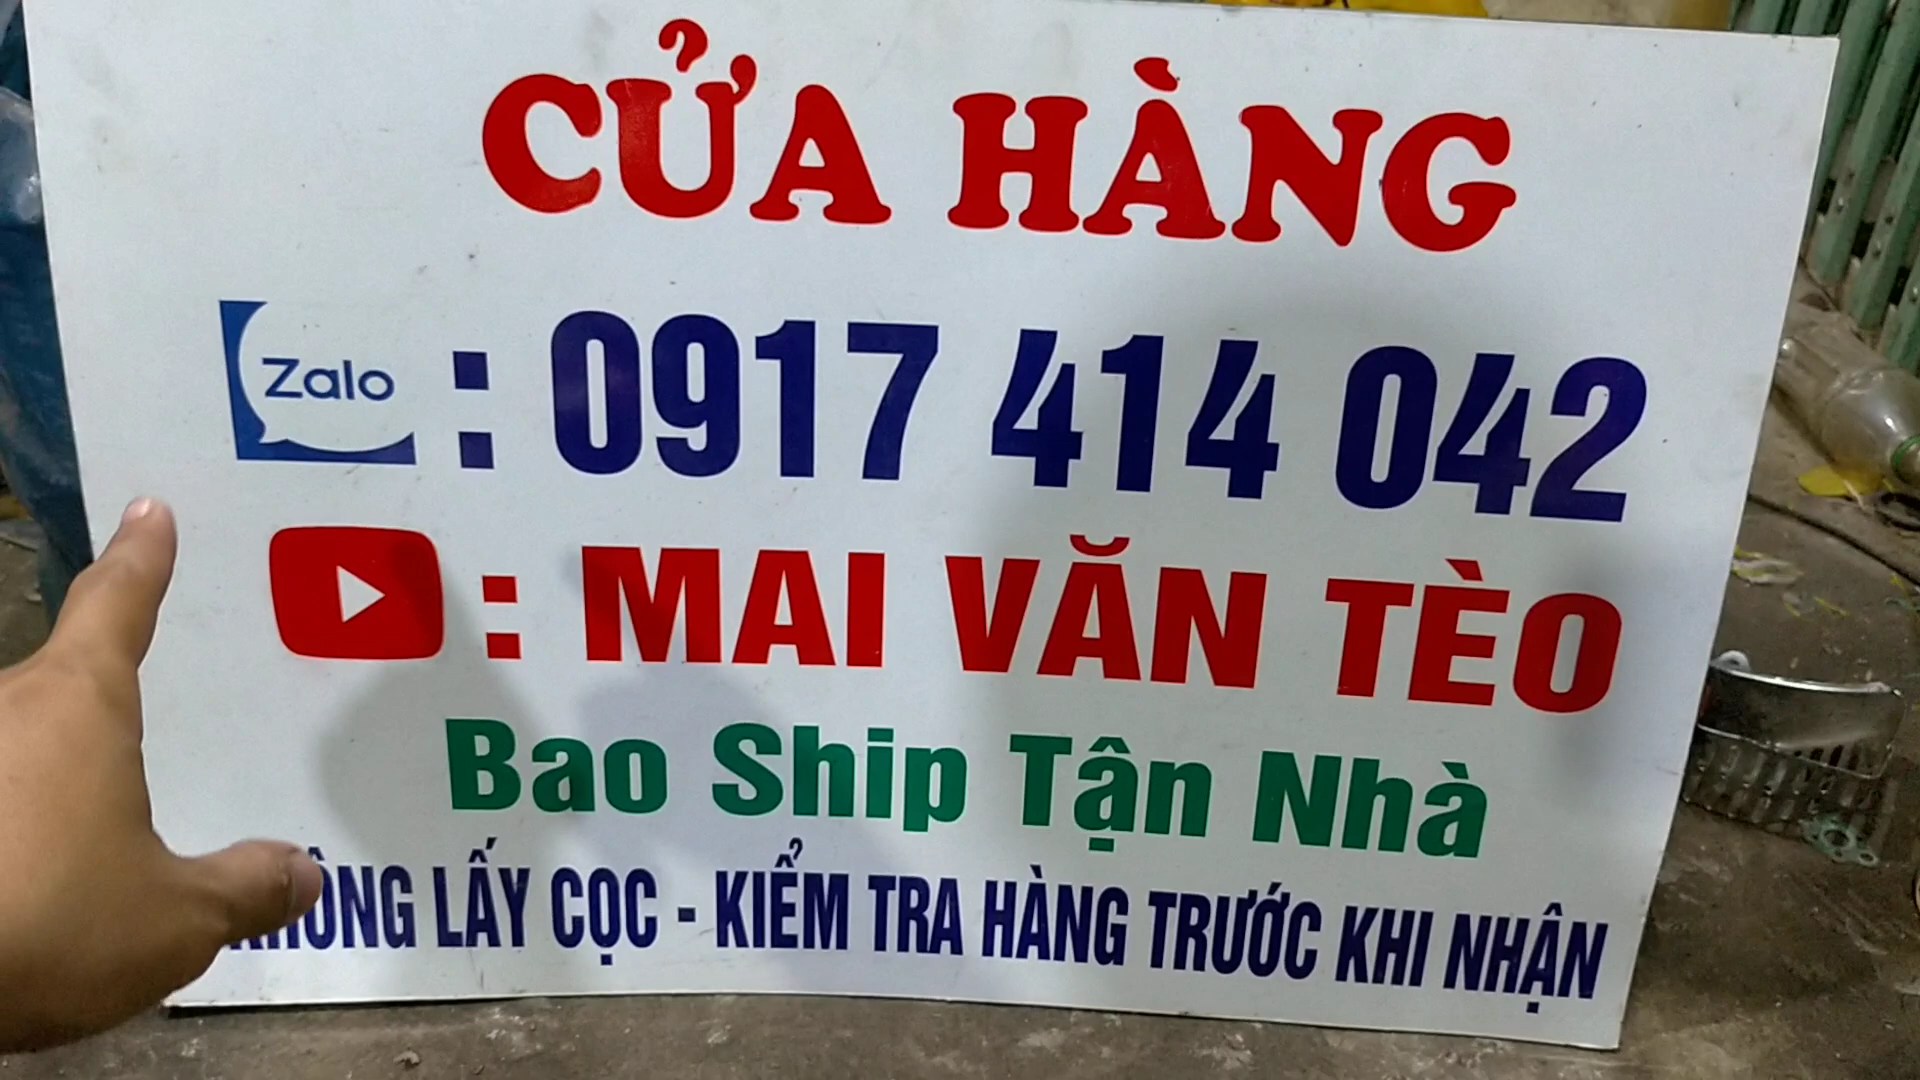 CỬA HÀNG
Zalo : 0917 414 042
: MAI VĂN TÈO
Bao Ship Tận Nhà
KHÔNG LẤY CỌC - KIỂM TRA HÀNG TRƯỚC KHI NHẬN